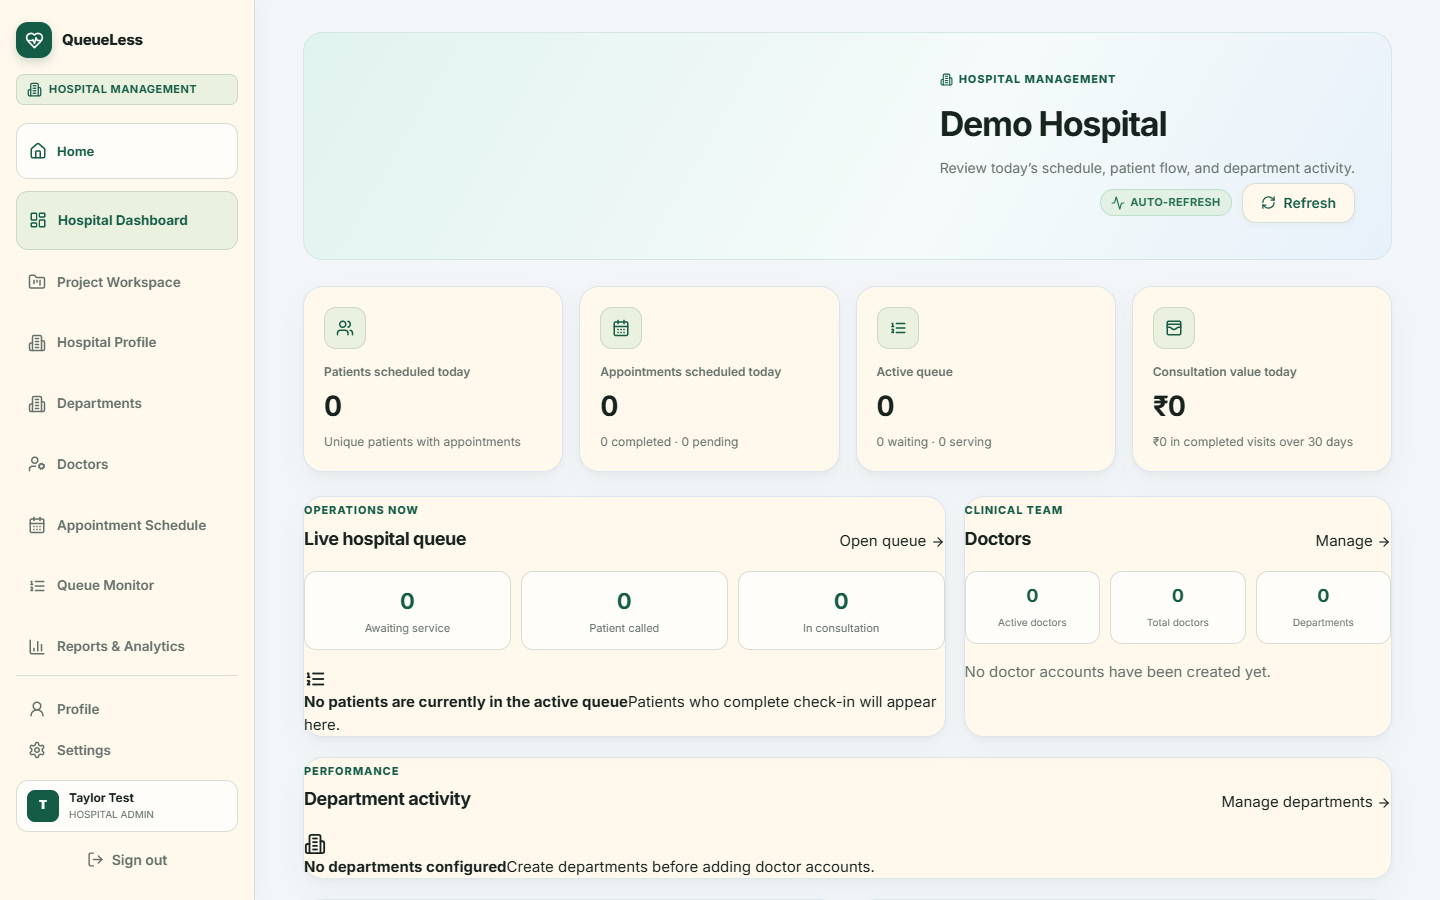 QueueLess
HOSPITAL MANAGEMENT
Home
Hospital Dashboard
Project Workspace
Hospital Profile
Departments
Doctors
Appointment Schedule
Queue Monitor
Reports & Analytics
Profile
Settings
T
Taylor Test
HOSPITAL ADMIN
Sign out
HOSPITAL MANAGEMENT
Demo Hospital
Review today’s schedule, patient flow, and department activity.
AUTO-REFRESH
Refresh
Patients scheduled today
0
Unique patients with appointments
Appointments scheduled today
0
0 completed · 0 pending
Active queue
0
0 waiting · 0 serving
Consultation value today
₹0
₹0 in completed visits over 30 days
OPERATIONS NOW
Live hospital queue
Open queue →
0
Awaiting service
0
Patient called
0
In consultation
No patients are currently in the active queuePatients who complete check-in will appear
here.
CLINICAL TEAM
Doctors
Manage →
0
Active doctors
0
Total doctors
0
Departments
No doctor accounts have been created yet.
PERFORMANCE
Department activity
Manage departments →
No departments configuredCreate departments before adding doctor accounts.